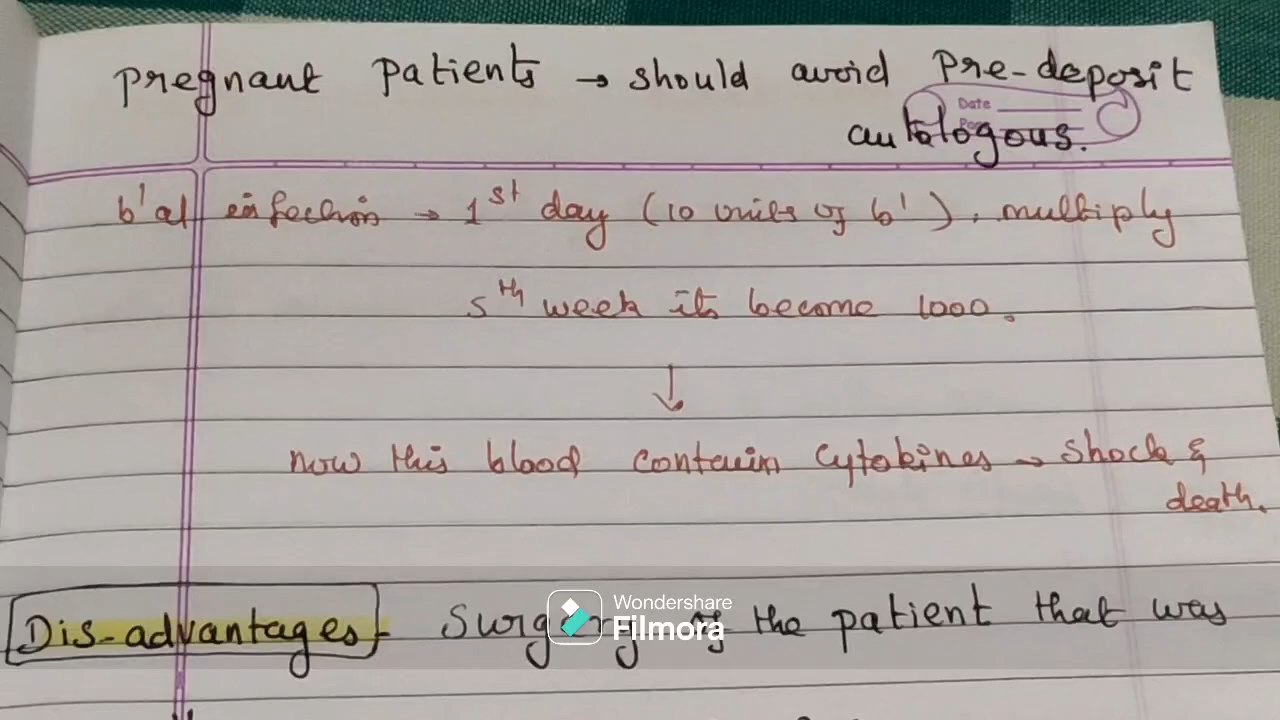 pregnant patients → should avoid pre-deposit
Date
autologous.
b'al infection → 1st day (10 units of b'), multiply
5th week its become 1000.
↓
now this blood contain cytokines → shock &
death.
Dis-advantages - Surgery of the patient that was
Wondershare
Filmora